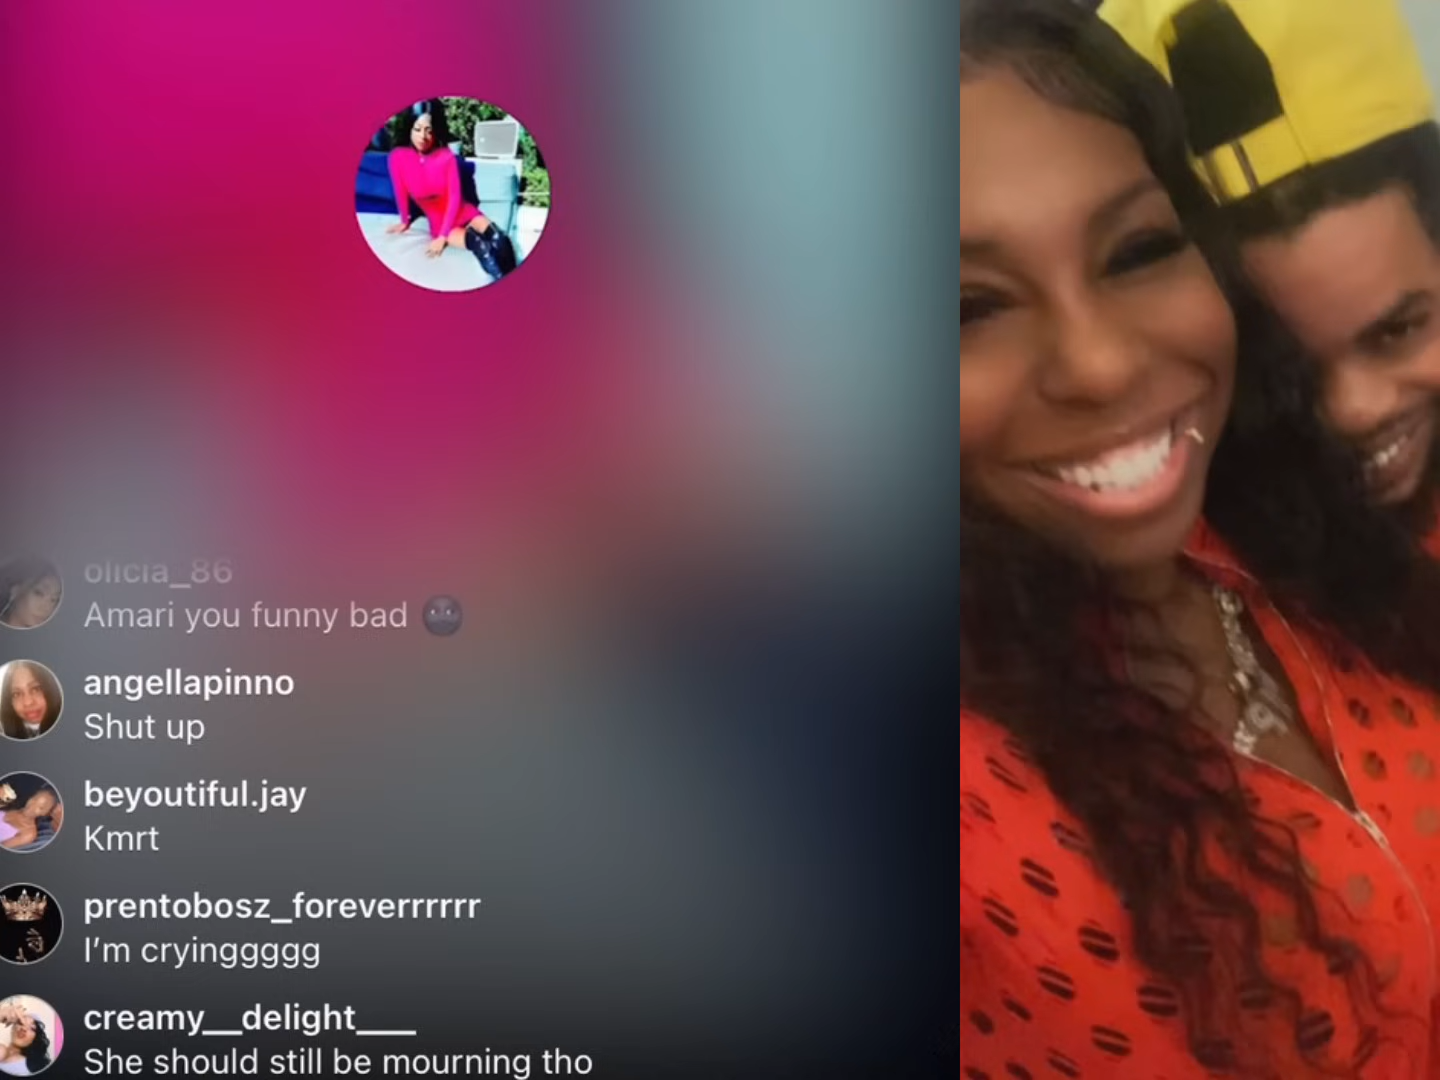 olicia_86
Amari you funny bad 🌚
angellapinno
Shut up
beyoutiful.jay
Kmrt
prentobosz_foreverrrrrr
I'm cryinggggg
creamy__delight___
She should still be mourning tho